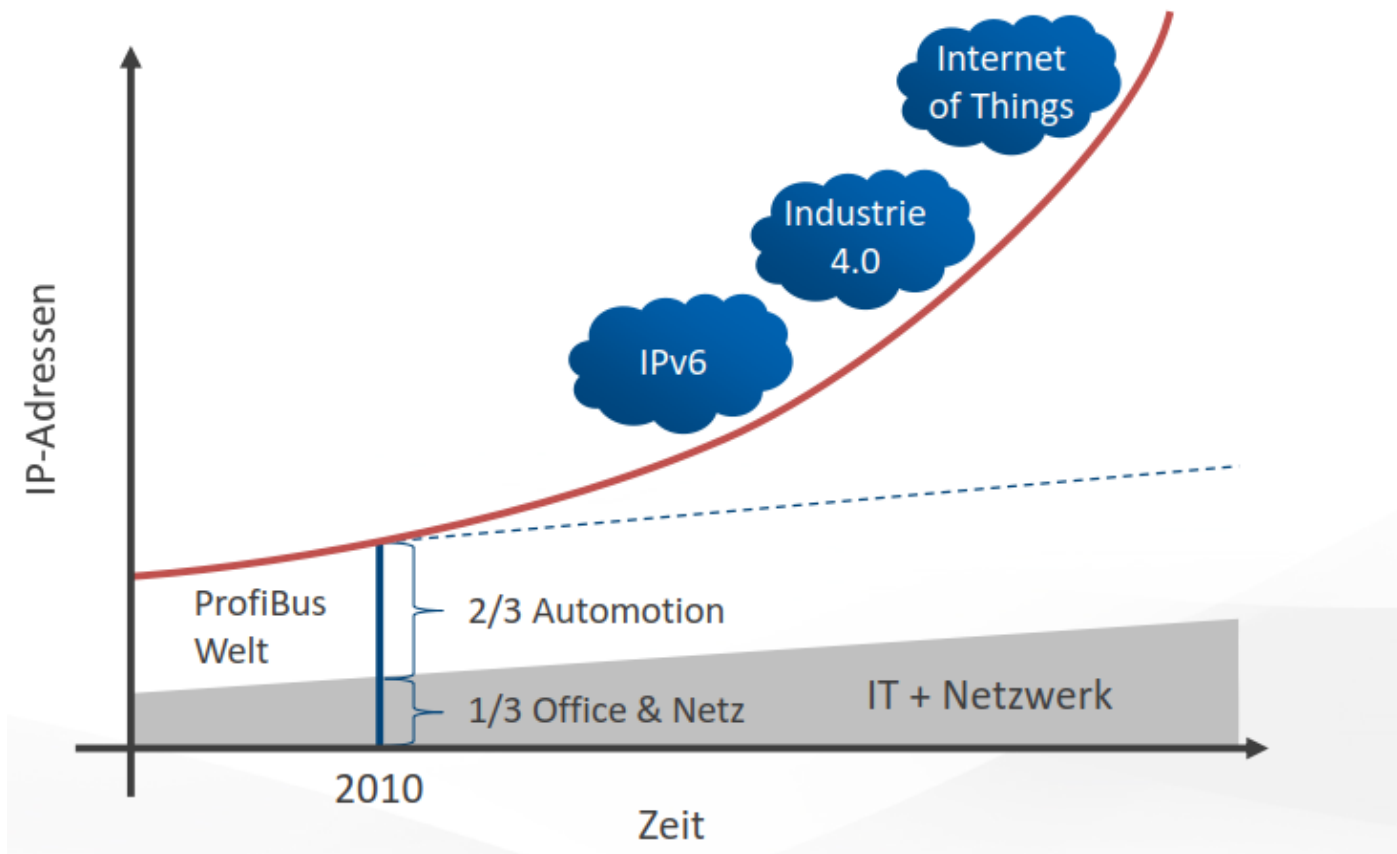 Internet
of Things
Industrie
4.0
IPv6
IP-Adressen
ProfiBus
Welt
2/3 Automotion
1/3 Office & Netz
IT + Netzwerk
2010
Zeit